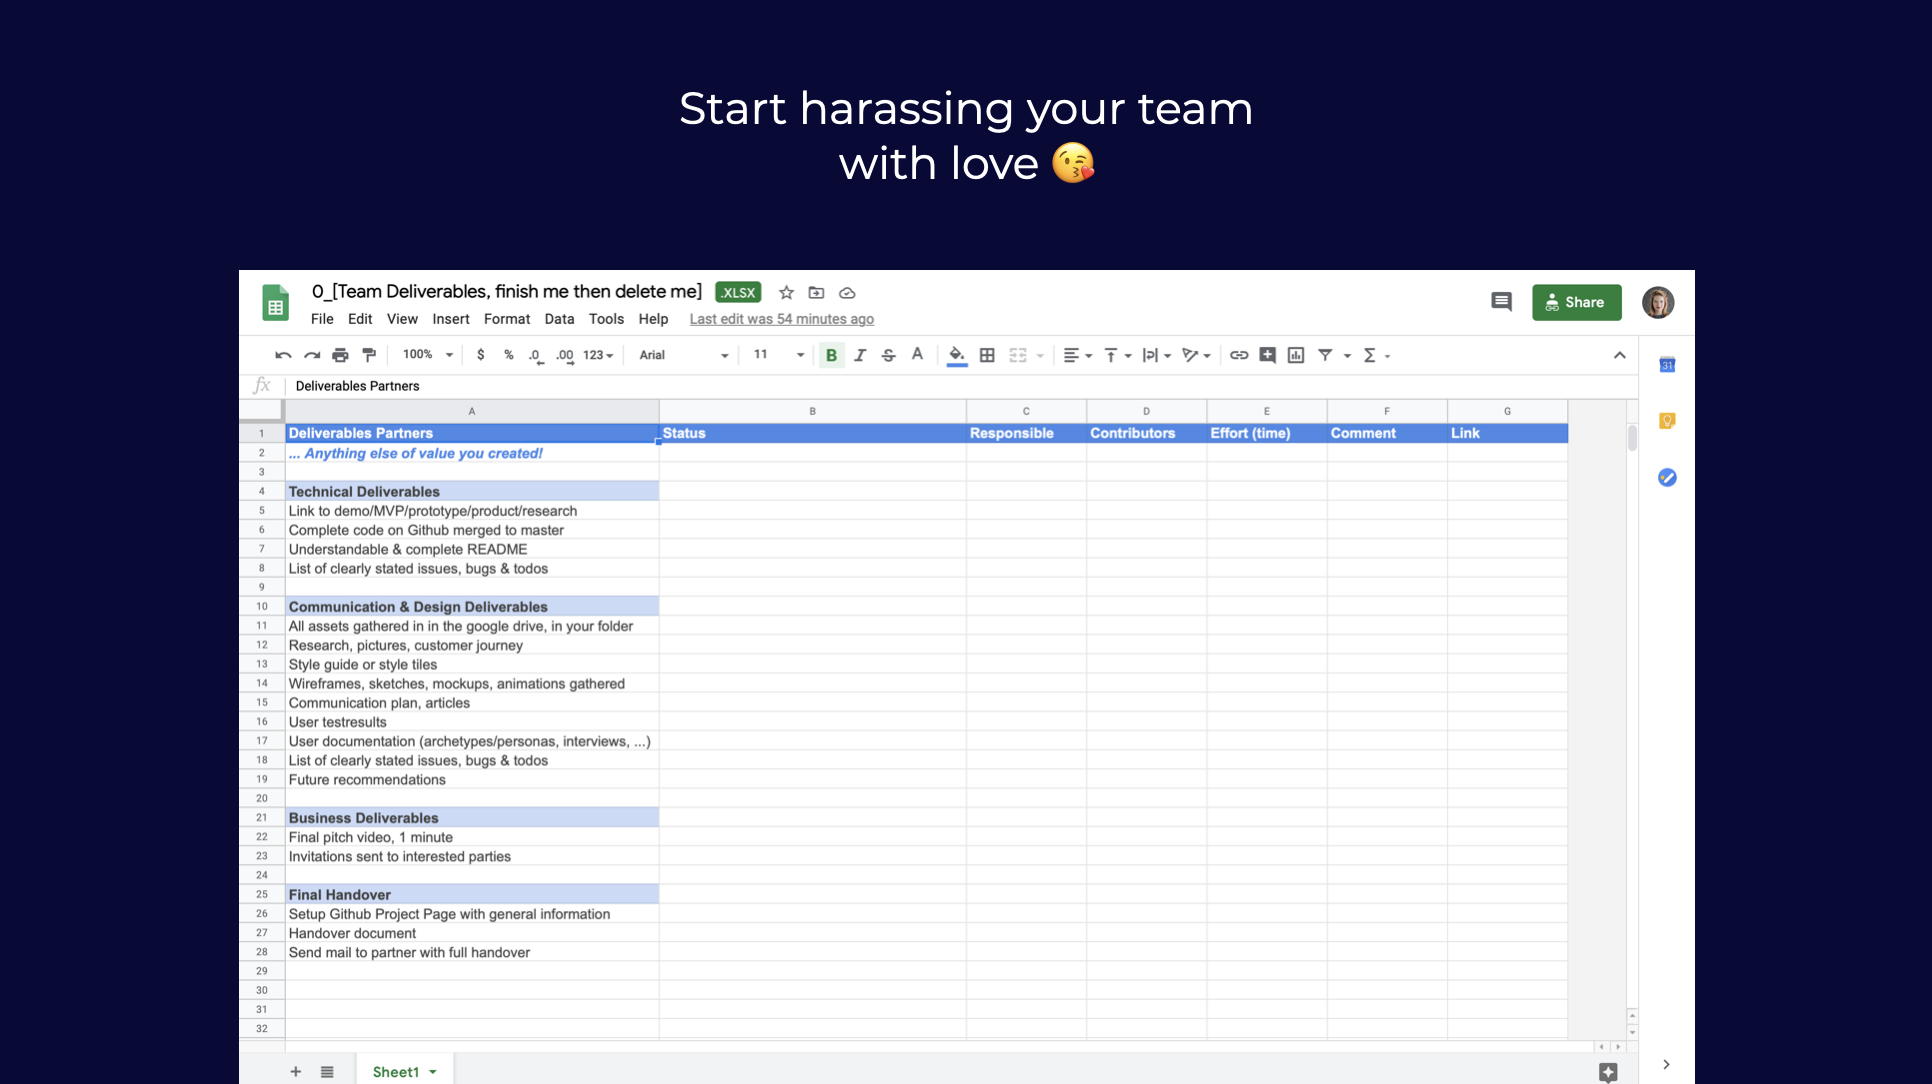 Start harassing your team
with love 😘
0_[Team Deliverables, finish me then delete me] .XLSX
Share
File Edit View Insert Format Data Tools Help Last edit was 54 minutes ago
100% $ % .0 .00 123 Arial 11 B I S A
31
fx Deliverables Partners
A B C D E F G
1 Deliverables Partners Status Responsible Contributors Effort (time) Comment Link
2 ... Anything else of value you created!
3
4 Technical Deliverables
5 Link to demo/MVP/prototype/product/research
6 Complete code on Github merged to master
7 Understandable & complete README
8 List of clearly stated issues, bugs & todos
9
10 Communication & Design Deliverables
11 All assets gathered in in the google drive, in your folder
12 Research, pictures, customer journey
13 Style guide or style tiles
14 Wireframes, sketches, mockups, animations gathered
15 Communication plan, articles
16 User testresults
17 User documentation (archetypes/personas, interviews, ...)
18 List of clearly stated issues, bugs & todos
19 Future recommendations
20
21 Business Deliverables
22 Final pitch video, 1 minute
23 Invitations sent to interested parties
24
25 Final Handover
26 Setup Github Project Page with general information
27 Handover document
28 Send mail to partner with full handover
29
30
31
32
Sheet1